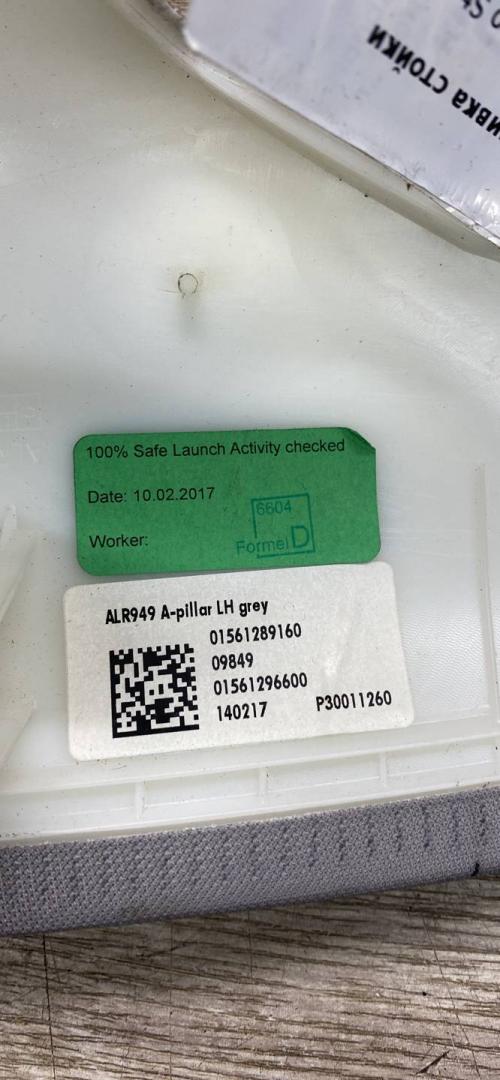 ивка стойки
100% Safe Launch Activity checked
Date: 10.02.2017
6604
Worker:
Formel D
ALR949 A-pillar LH grey
01561289160
09849
01561296600
140217 P30011260